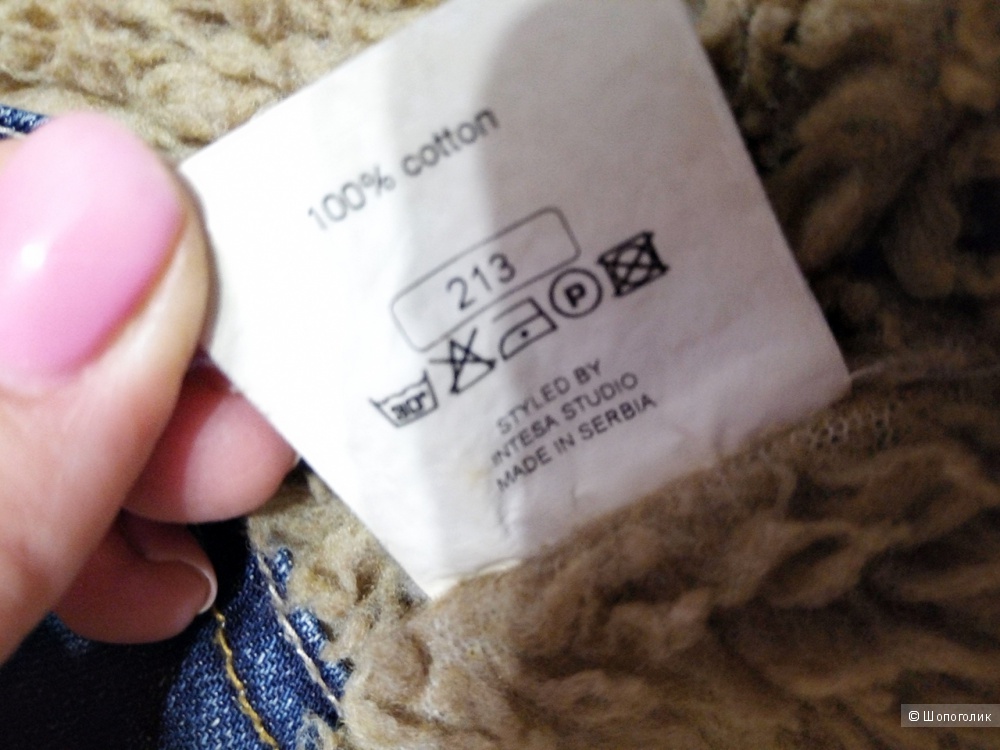 100% cotton
213
30°
P
STYLED BY
INTESA STUDIO
MADE IN SERBIA
© Шопоголик